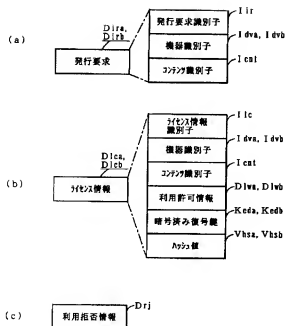 (a)
Dira,
Dirb
発行要求
発行要求識別子
Iir
機器識別子
Idva, Idvb
コンテンツ識別子
Icnt
(b)
Dlca,
Dlcb
ライセンス情報
ライセンス情報
識別子
Ilc
機器識別子
Idva, Idvb
コンテンツ識別子
Icnt
利用許可情報
Dlwa, Dlwb
暗号済み復号鍵
Keda, Kedb
ハッシュ値
Vhsa, Vhsb
(c)
利用拒否情報
Drj